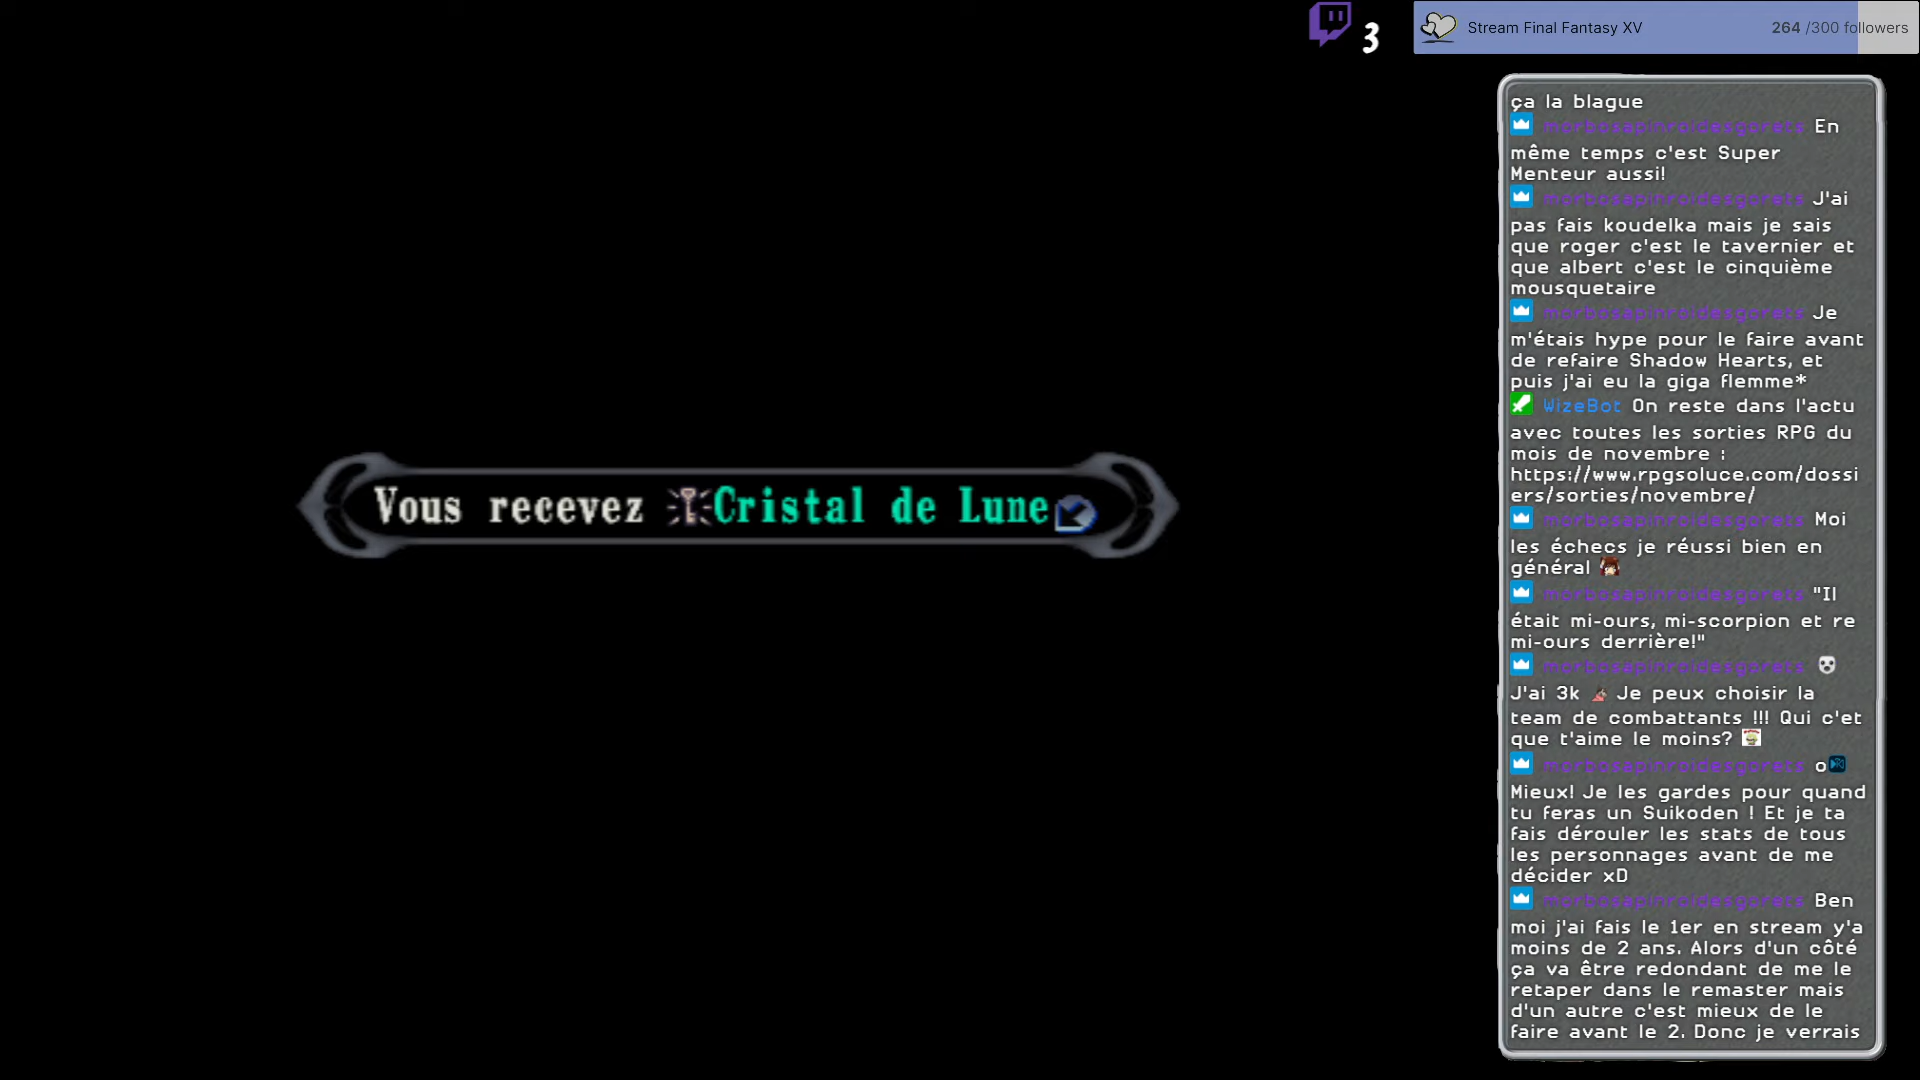 3
Stream Final Fantasy XV 264 /300 followers
Vous recevez Cristal de Lune
ça la blague
morbosapinroidesgorets En
même temps c'est Super
Menteur aussi!
morbosapinroidesgorets J'ai
pas fais koudelka mais je sais
que roger c'est le tavernier et
que albert c'est le cinquième
mousquetaire
morbosapinroidesgorets Je
m'étais hype pour le faire avant
de refaire Shadow Hearts, et
puis j'ai eu la giga flemme*
WizeBot On reste dans l'actu
avec toutes les sorties RPG du
mois de novembre :
https://www.rpgsoluce.com/dossi
ers/sorties/novembre/
morbosapinroidesgorets Moi
les échecs je réussi bien en
général
morbosapinroidesgorets "Il
était mi-ours, mi-scorpion et re
mi-ours derrière!"
morbosapinroidesgorets
J'ai 3k Je peux choisir la
team de combattants !!! Qui c'et
que t'aime le moins?
morbosapinroidesgorets o
Mieux! Je les gardes pour quand
tu feras un Suikoden ! Et je ta
fais dérouler les stats de tous
les personnages avant de me
décider xD
morbosapinroidesgorets Ben
moi j'ai fais le 1er en stream y'a
moins de 2 ans. Alors d'un côté
ça va être redondant de me le
retaper dans le remaster mais
d'un autre c'est mieux de le
faire avant le 2. Donc je verrais